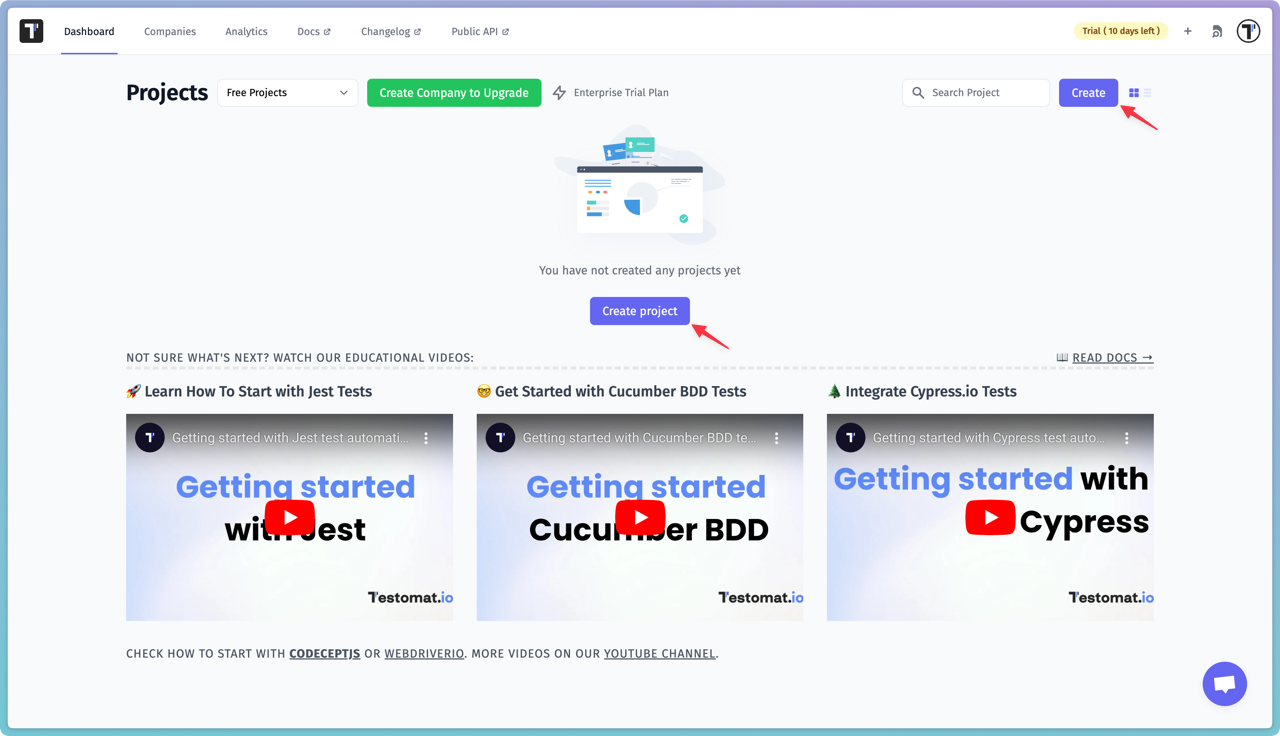 Dashboard Companies Analytics Docs Changelog Public API Trial ( 10 days left ) +
Projects Free Projects Create Company to Upgrade Enterprise Trial Plan Search Project Create
You have not created any projects yet
Create project
NOT SURE WHAT'S NEXT? WATCH OUR EDUCATIONAL VIDEOS: 📖 READ DOCS →
🚀 Learn How To Start with Jest Tests
Getting started with Jest test automati...
Getting started
with Jest
Testomat.io
🤓 Get Started with Cucumber BDD Tests
Getting started with Cucumber BDD te...
Getting started
Cucumber BDD
Testomat.io
🌲 Integrate Cypress.io Tests
Getting started with Cypress test auto...
Getting started with
Cypress
Testomat.io
CHECK HOW TO START WITH CODECEPTJS OR WEBDRIVERIO. MORE VIDEOS ON OUR YOUTUBE CHANNEL.